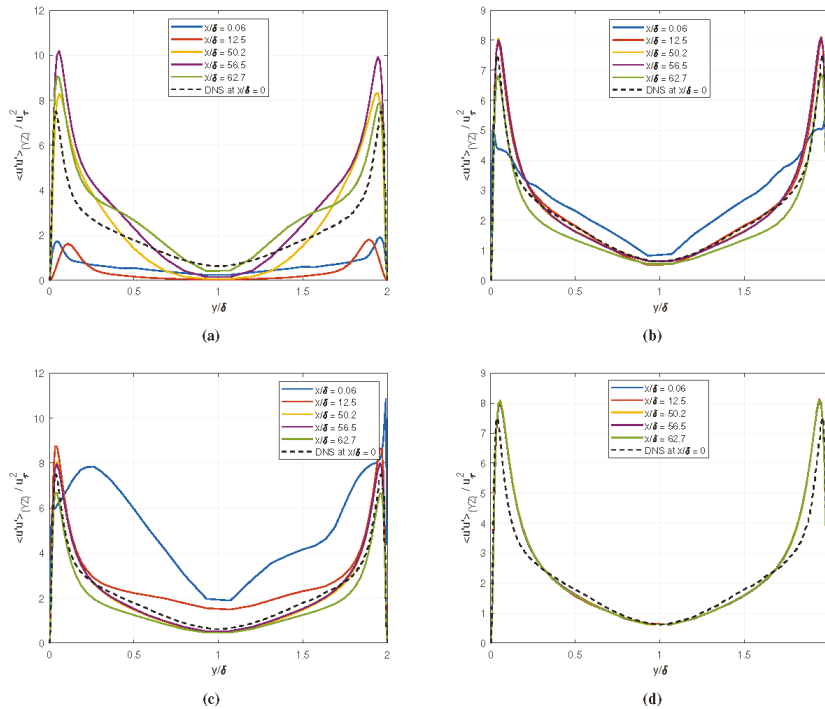 12
10
8
6
4
2
0
<u'u'>{YZ} / u²τ
x/δ = 0.06
x/δ = 12.5
x/δ = 50.2
x/δ = 56.5
x/δ = 62.7
DNS at x/δ = 0
0 0.5 1 1.5 2
y/δ
(a)
9
8
7
6
5
4
3
2
1
0
<u'u'>{YZ} / u²τ
x/δ = 0.06
x/δ = 12.5
x/δ = 50.2
x/δ = 56.5
x/δ = 62.7
DNS at x/δ = 0
0 0.5 1 1.5
y/δ
(b)
12
10
8
6
4
2
0
<u'u'>{YZ} / u²τ
x/δ = 0.06
x/δ = 12.5
x/δ = 50.2
x/δ = 56.5
x/δ = 62.7
DNS at x/δ = 0
0 0.5 1 1.5 2
y/δ
(c)
9
8
7
6
5
4
3
2
1
0
<u'u'>{YZ} / u²τ
x/δ = 0.06
x/δ = 12.5
x/δ = 50.2
x/δ = 56.5
x/δ = 62.7
DNS at x/δ = 0
0 0.5 1 1.5
y/δ
(d)